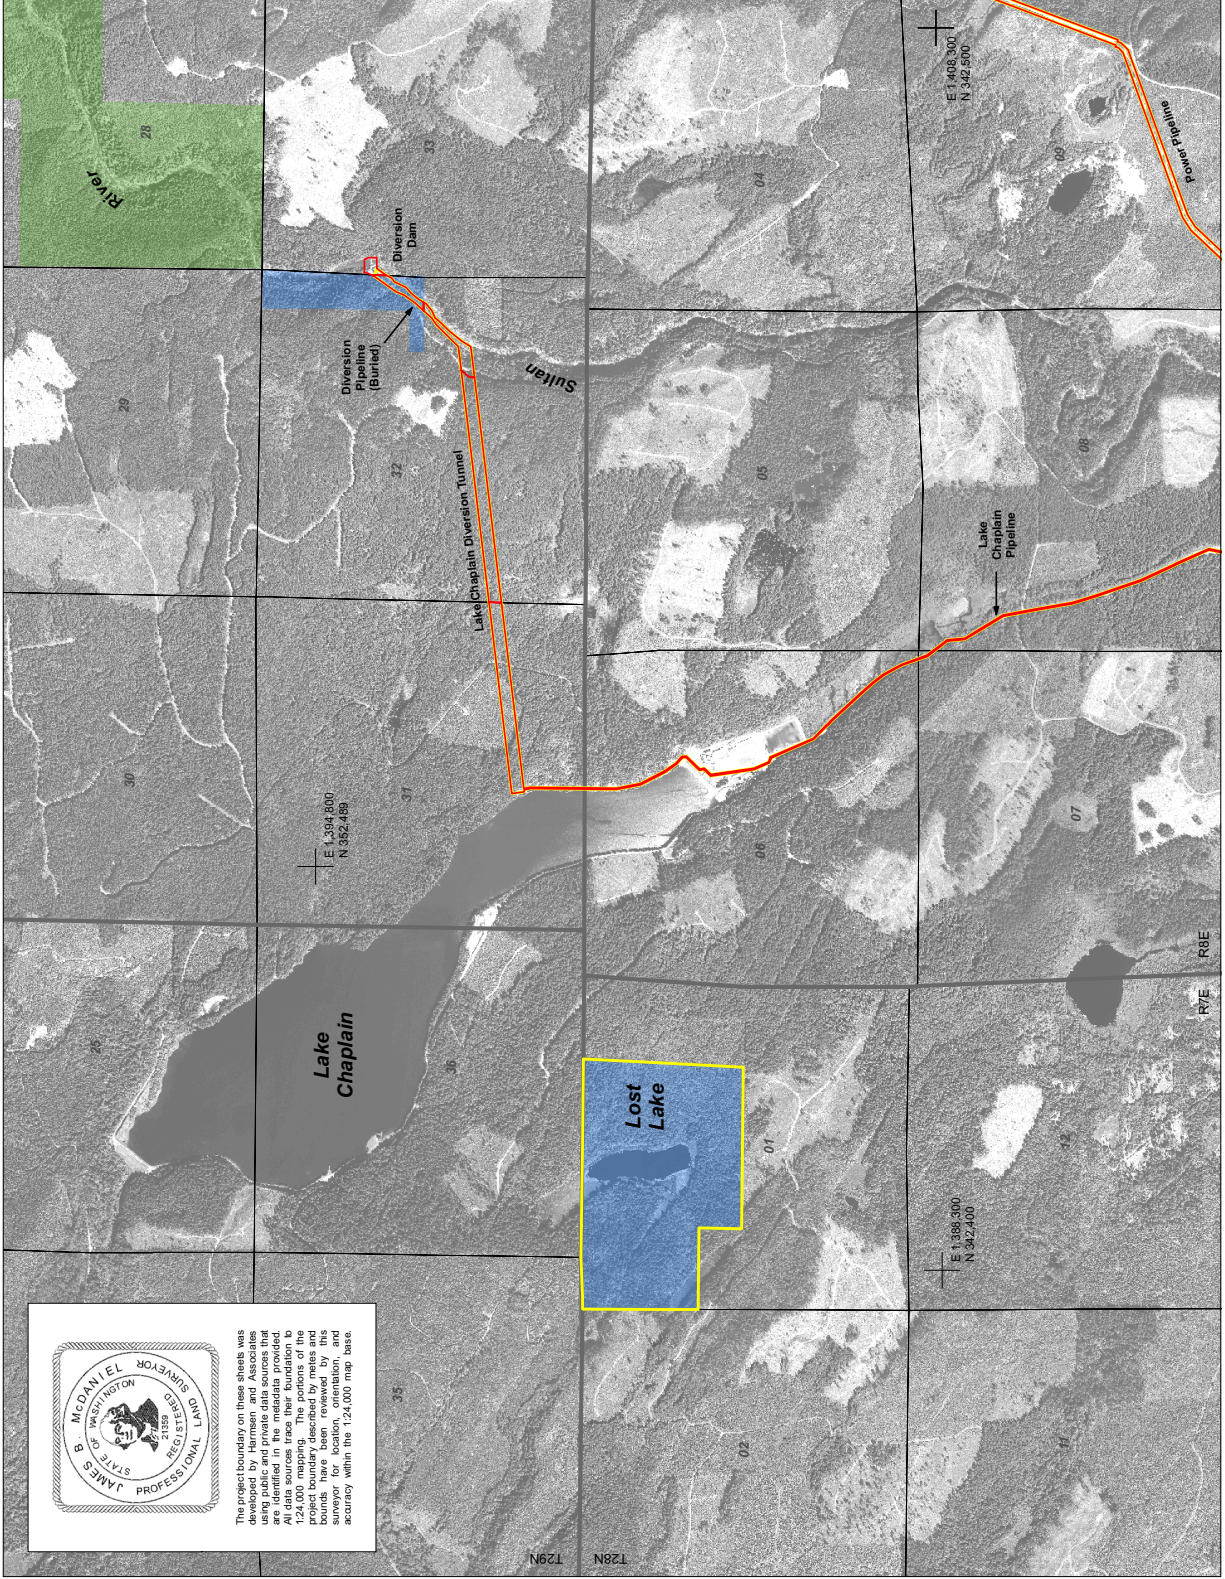 JAMES B. McDANIEL
STATE OF WASHINGTON
21359
REGISTERED
PROFESSIONAL LAND SURVEYOR
The project boundary on these sheets was
developed by Harmsen and Associates
using public and private data sources that
are identified in the metadata provided.
All data sources trace their foundation to
1:24,000 mapping. The portions of the
project boundary described by metes and
bounds have been reviewed by this
surveyor for location, orientation, and
accuracy within the 1:24,000 map base.
35
T29N
T28N
02
11
25
Lake
Chaplain
36
Lost
Lake
01
12
E 1,388,300
N 342,400
R7E
R8E
30
E 1,394,800
N 352,489
31
06
07
29
32
Lake Chaplain Diversion Tunnel
Diversion
Pipeline
(Buried)
Sultan
05
08
Lake
Chaplain
Pipeline
28
River
33
Diversion
Dam
04
09
E 1,408,300
N 342,500
Power Pipeline